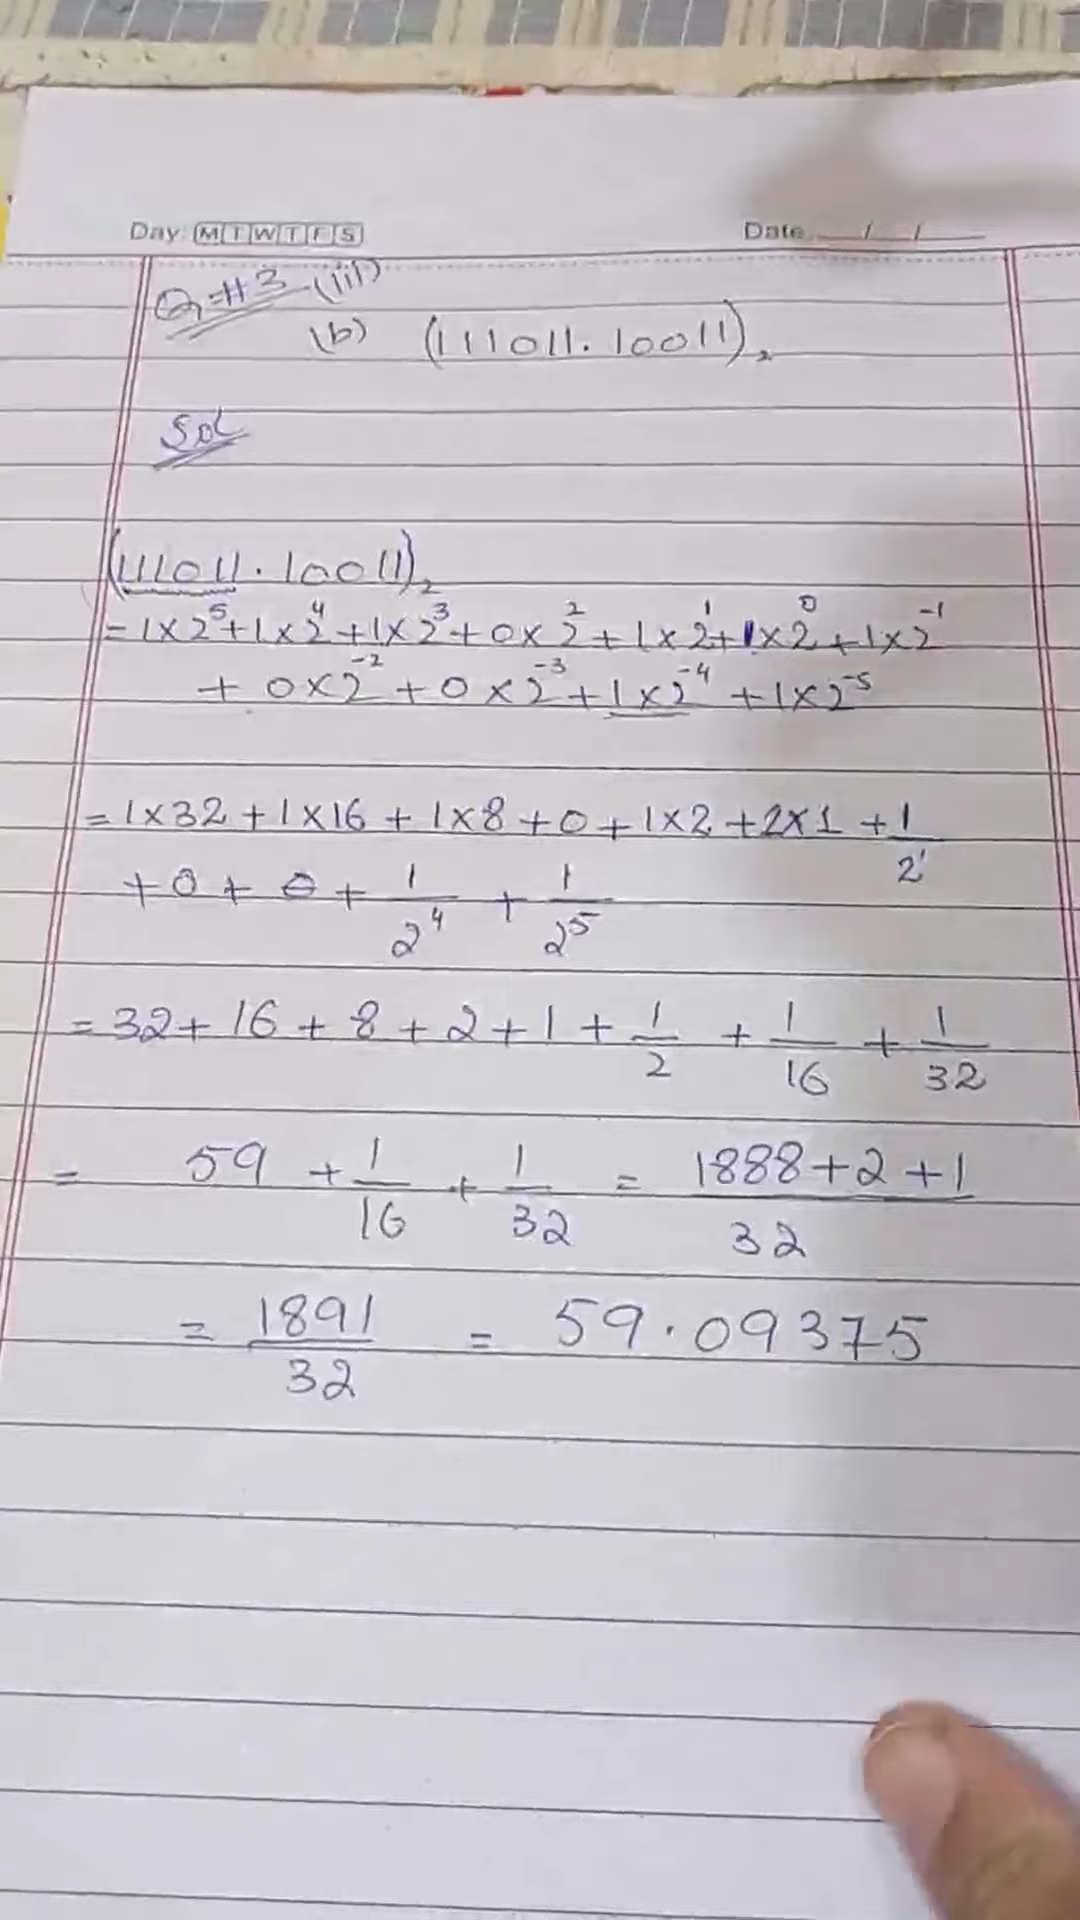 Day: M T W T F S
Date / /
Q=#3 (iii)
(b) (111011.10011)₂
Sol
(111011.10011)₂
=1×2⁵+1×2⁴+1×2³+0×2²+1×2¹+1×2⁰+1×2⁻¹
+0×2⁻²+0×2⁻³+1×2⁻⁴+1×2⁻⁵
=1×32+1×16+1×8+0+1×2+2×1+1/2¹
+0+0+1/2⁴+1/2⁵
=32+16+8+2+1+1/2+1/16+1/32
= 59+1/16+1/32=(1888+2+1)/32
=1891/32=59.09375